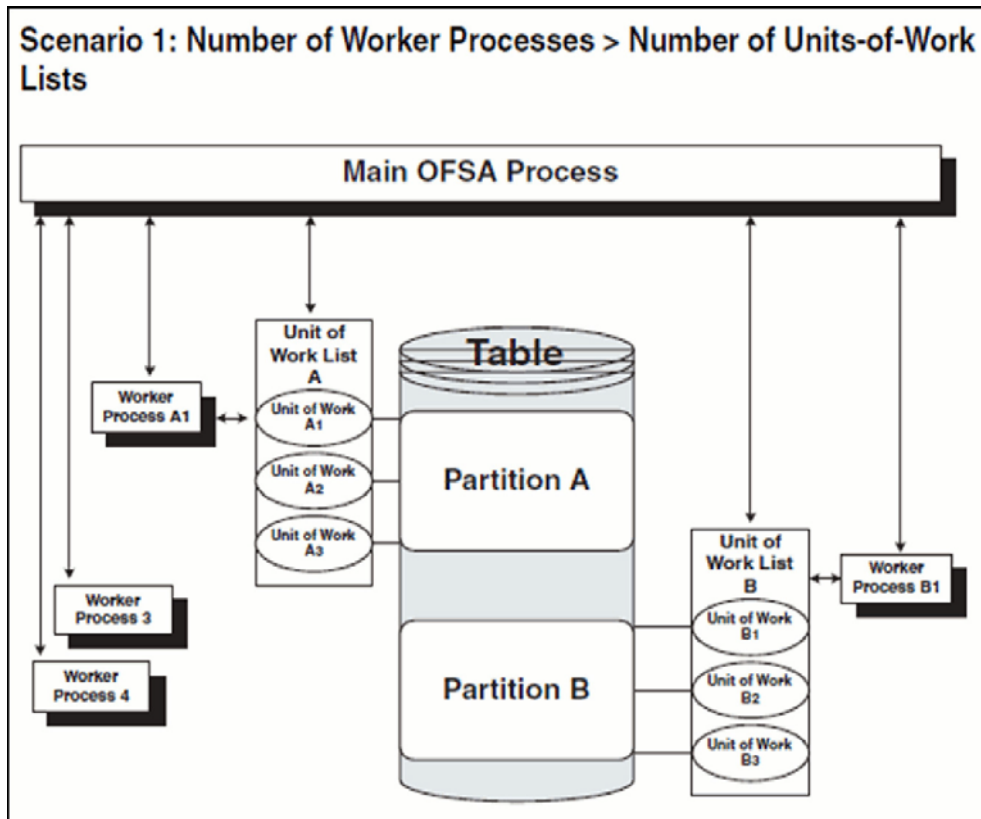 Scenario 1: Number of Worker Processes > Number of Units-of-Work
Lists
Main OFSA Process
Unit of
Work List
A
Table
Worker
Process A1
Unit of Work
A1
Unit of Work
A2
Unit of Work
A3
Partition A
Unit of
Work List
B
Worker
Process B1
Worker
Process 3
Unit of Work
B1
Worker
Process 4
Partition B
Unit of Work
B2
Unit of Work
B3